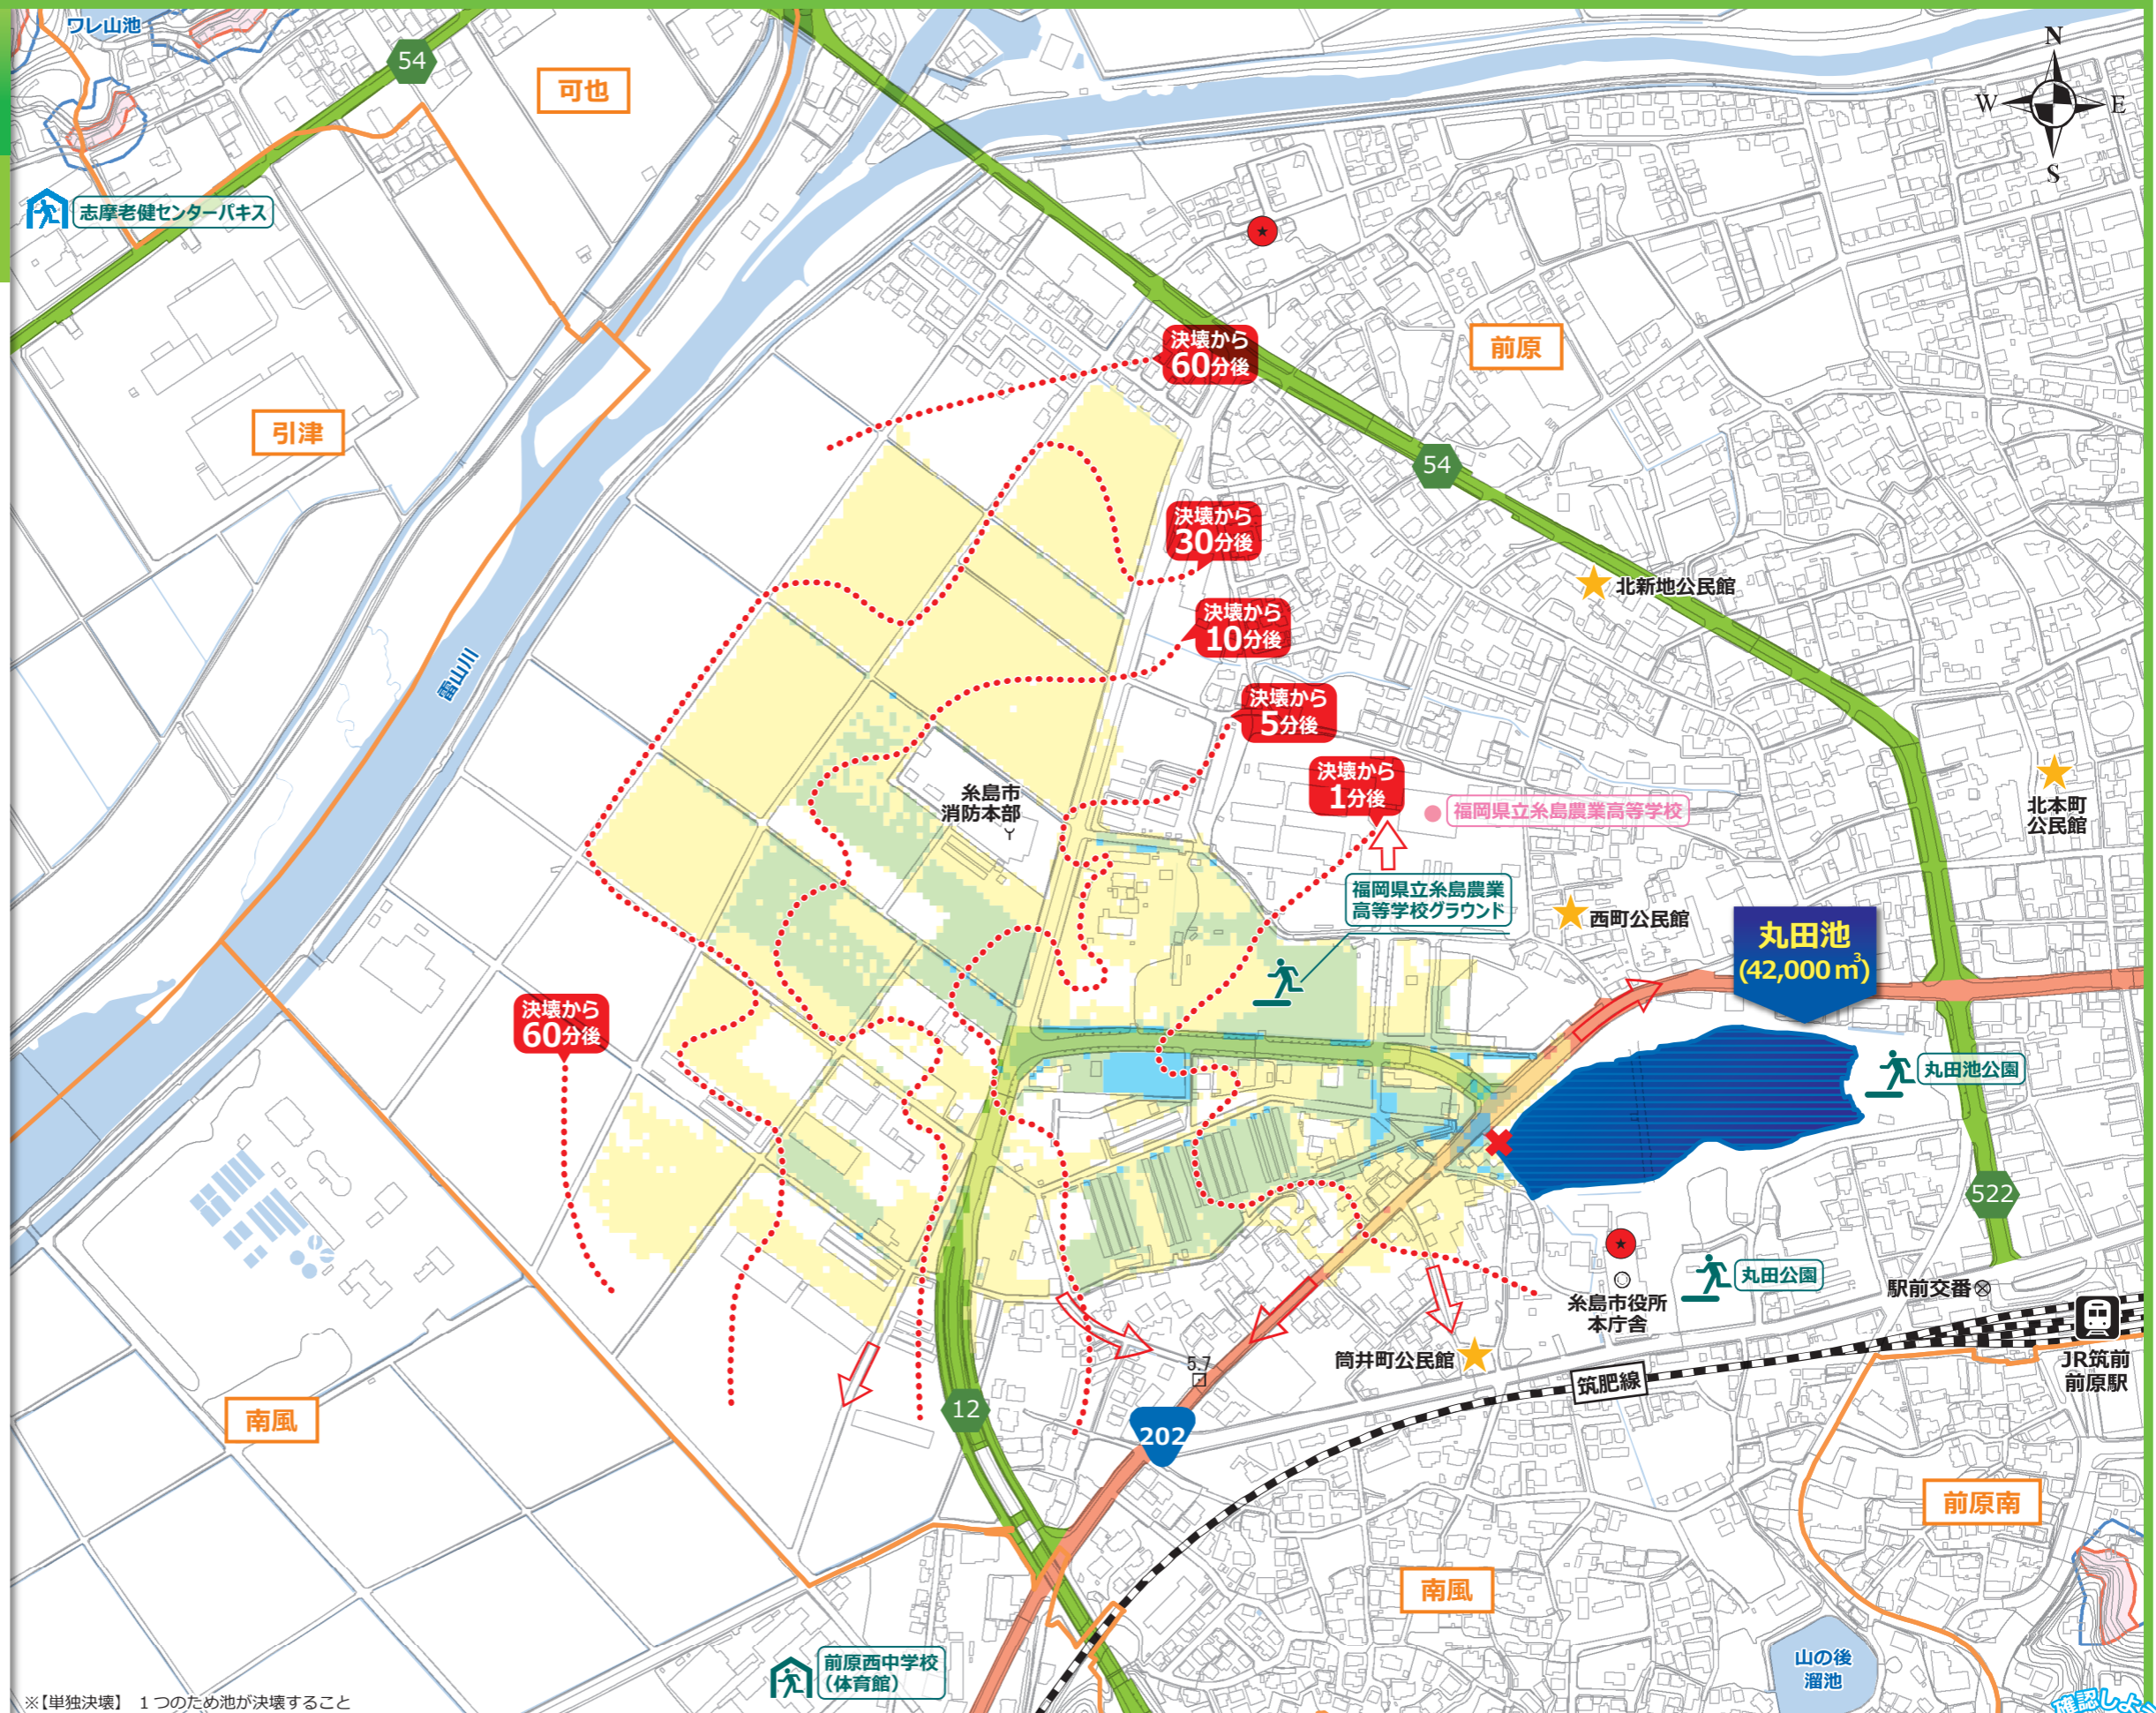 ワレ山池
54
可也
N
W
E
S
志摩老健センターパキス
決壊から
60分後
前原
引津
54
決壊から
30分後
北新地公民館
決壊から
10分後
雷山川
決壊から
5分後
決壊から
1分後
福岡県立糸島農業高等学校
糸島市
消防本部
北本町
公民館
福岡県立糸島農業
高等学校グラウンド
西町公民館
丸田池
(42,000㎥)
決壊から
60分後
丸田池公園
522
丸田公園
駅前交番
糸島市役所
本庁舎
JR筑前
前原駅
筒井町公民館
5.7
筑肥線
南風
12
202
前原南
南風
前原西中学校
(体育館)
山の後
溜池
※【単独決壊】 1つのため池が決壊すること
確認しよう